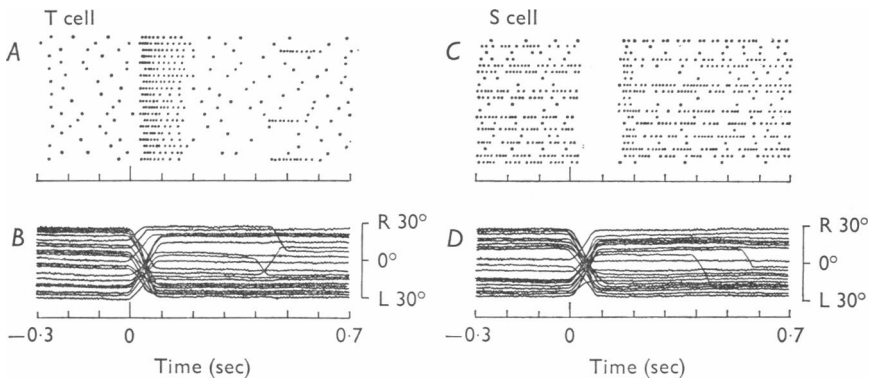 T cell
S cell
A
C
B
R 30°
0°
L 30°
D
R 30°
0°
L 30°
—0·3
0
0·7
—0·3
0
0·7
Time (sec)
Time (sec)